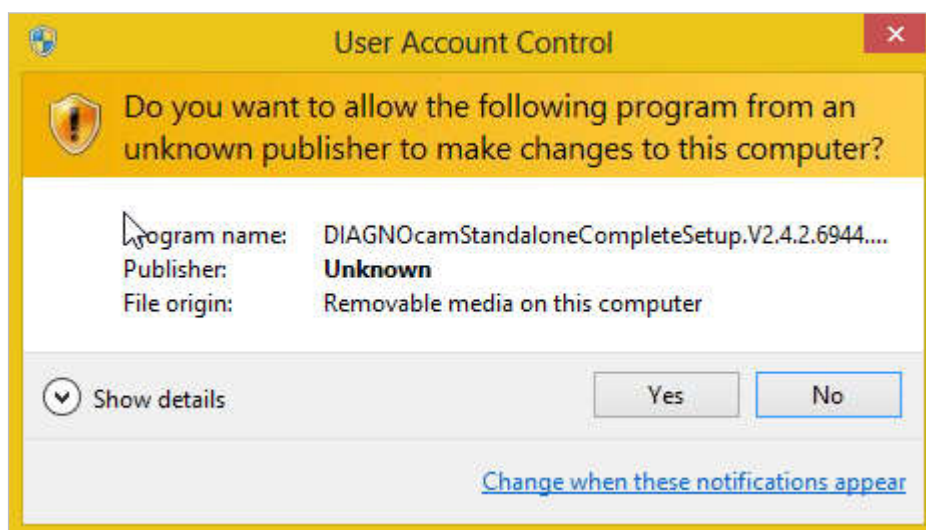 User Account Control
Do you want to allow the following program from an
unknown publisher to make changes to this computer?
Program name: DIAGNOcamStandaloneCompleteSetup.V2.4.2.6944....
Publisher: Unknown
File origin: Removable media on this computer
Show details
Yes No
Change when these notifications appear